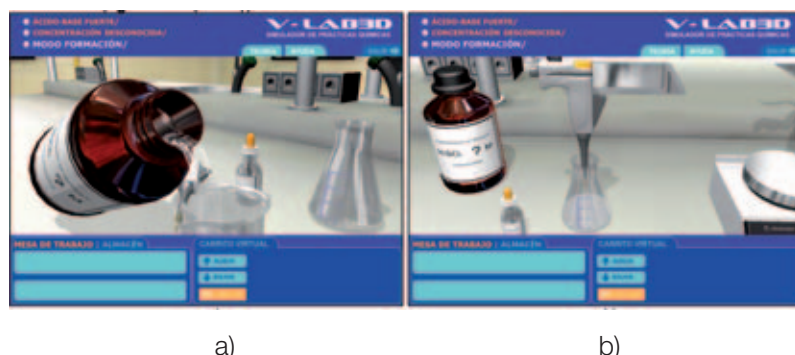 ÁCIDO-BASE FUERTE/
CONCENTRACIÓN DESCONOCIDA/
MODO FORMACIÓN/
V-LAB3D
SIMULADOR DE PRÁCTICAS QUÍMICAS
TEORÍA AYUDA
MESA DE TRABAJO | ALMACÉN
CARRITO VIRTUAL
AGUA
a)
ÁCIDO-BASE FUERTE/
CONCENTRACIÓN DESCONOCIDA/
MODO FORMACIÓN/
V-LAB3D
SIMULADOR DE PRÁCTICAS QUÍMICAS
TEORÍA AYUDA
? M
MESA DE TRABAJO | ALMACÉN
CARRITO VIRTUAL
AGUA
b)